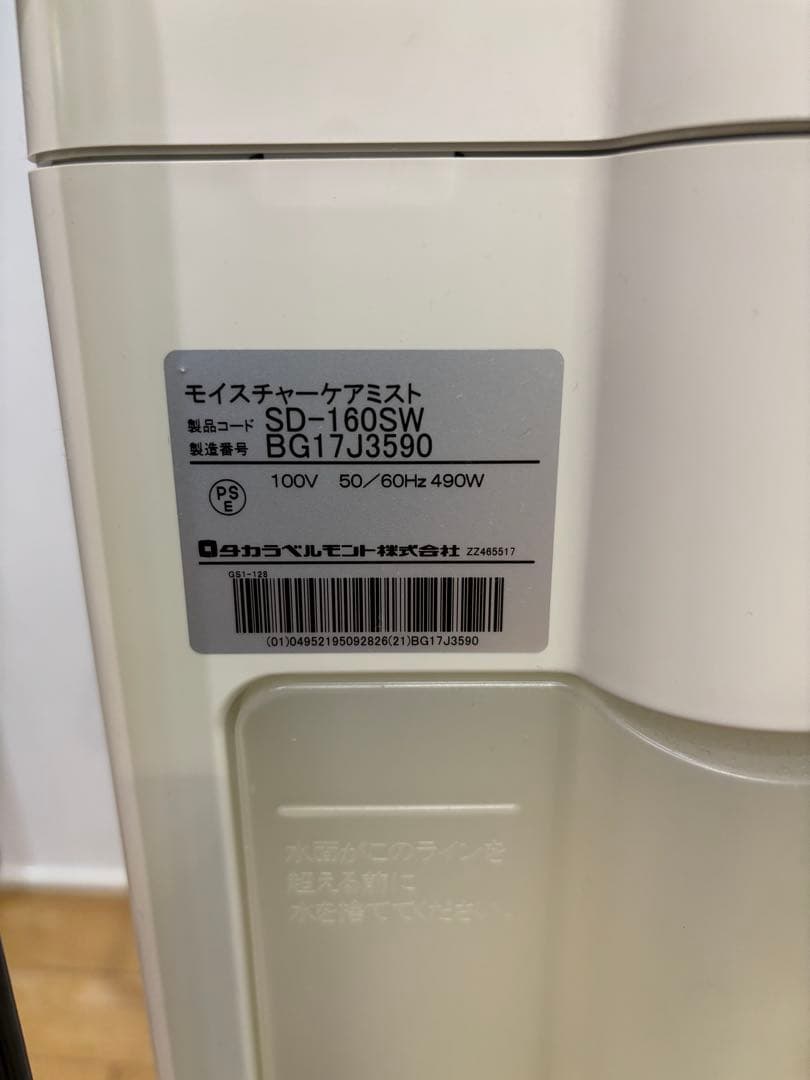 モイスチャーケアミスト
製品コード SD-160SW
製造番号 BG17J3590
100V 50/60Hz 490W
PS
E
タカラベルモント株式会社 ZZ465517
GS1-128
(01)04952195092826(21)BG17J3590
水面がこのラインを
超える前に
水を捨ててください。